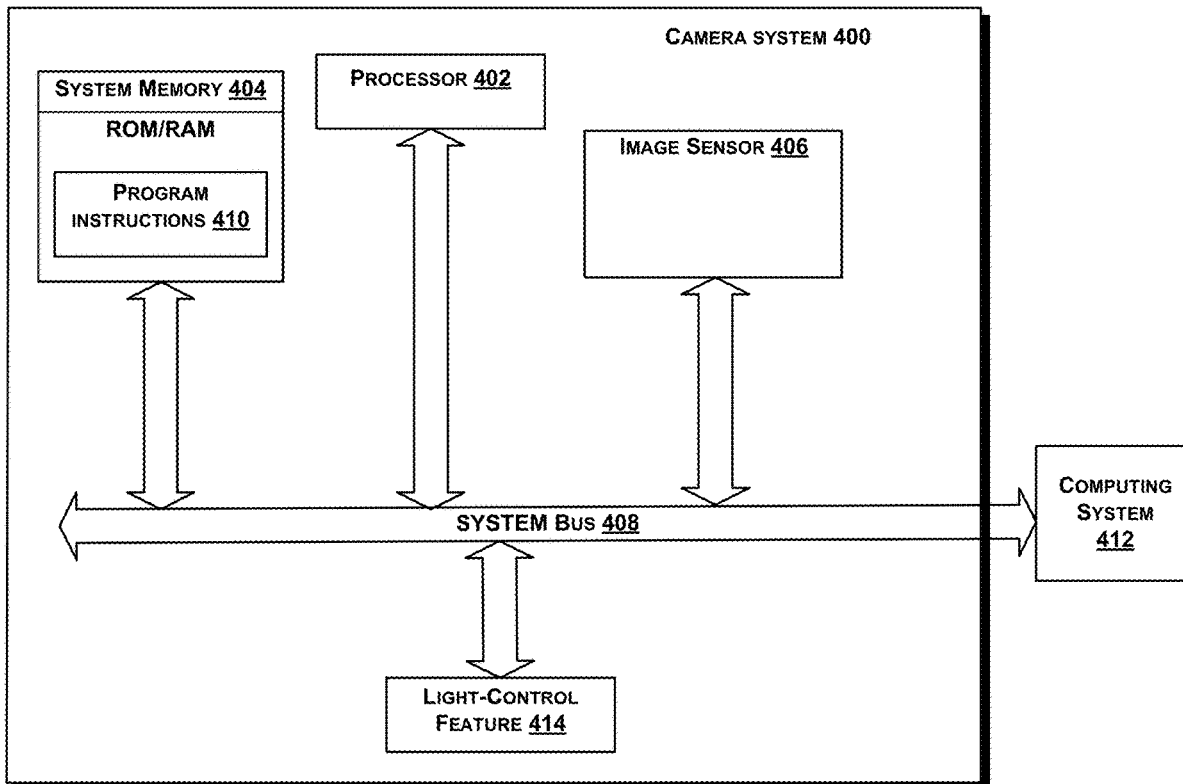 CAMERA SYSTEM 400
SYSTEM MEMORY 404
ROM/RAM
PROGRAM
INSTRUCTIONS 410
PROCESSOR 402
IMAGE SENSOR 406
SYSTEM BUS 408
COMPUTING
SYSTEM
412
LIGHT-CONTROL
FEATURE 414